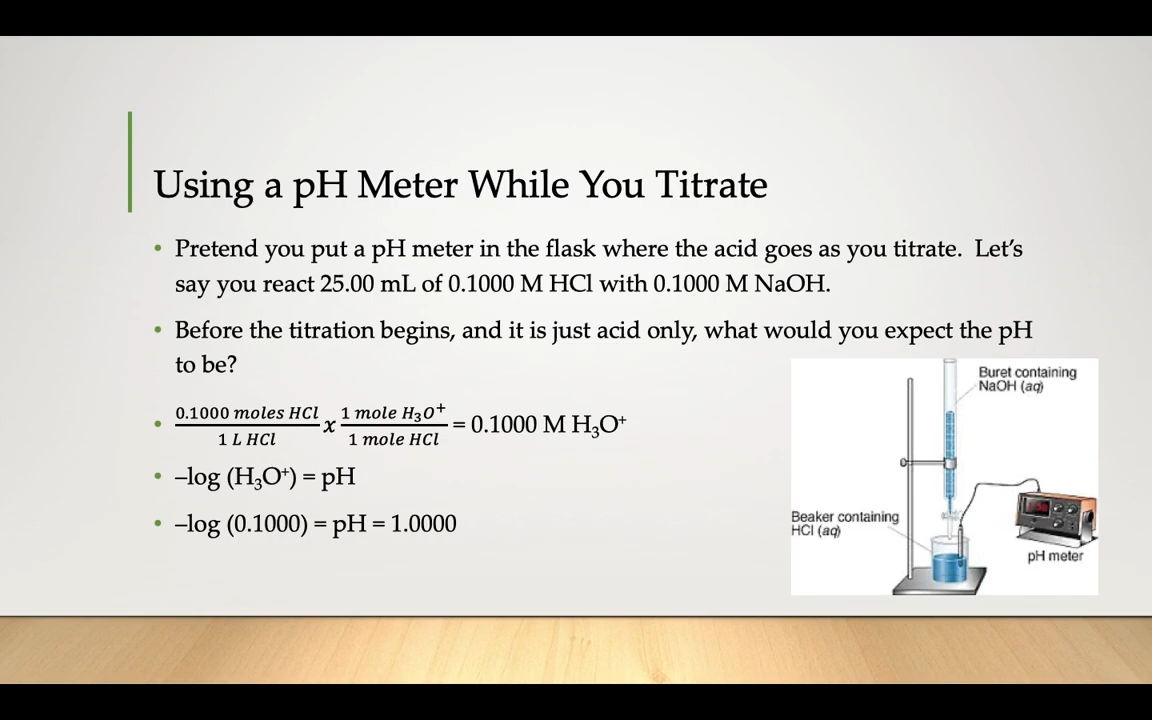 Using a pH Meter While You Titrate
• Pretend you put a pH meter in the flask where the acid goes as you titrate.  Let's
say you react 25.00 mL of 0.1000 M HCl with 0.1000 M NaOH.
• Before the titration begins, and it is just acid only, what would you expect the pH
to be?
• 0.1000 moles HCl / 1 L HCl x 1 mole H₃O⁺ / 1 mole HCl = 0.1000 M H₃O⁺
• –log (H₃O⁺) = pH
• –log (0.1000) = pH = 1.0000
Buret containing
NaOH (aq)
Beaker containing
HCl (aq)
pH meter